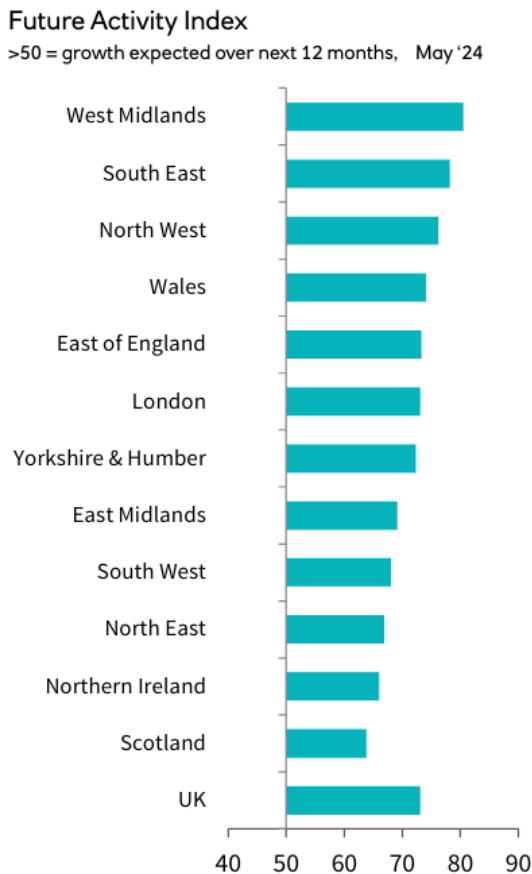 Future Activity Index
>50 = growth expected over next 12 months, May ‘24
West Midlands
South East
North West
Wales
East of England
London
Yorkshire & Humber
East Midlands
South West
North East
Northern Ireland
Scotland
UK
40 50 60 70 80 90